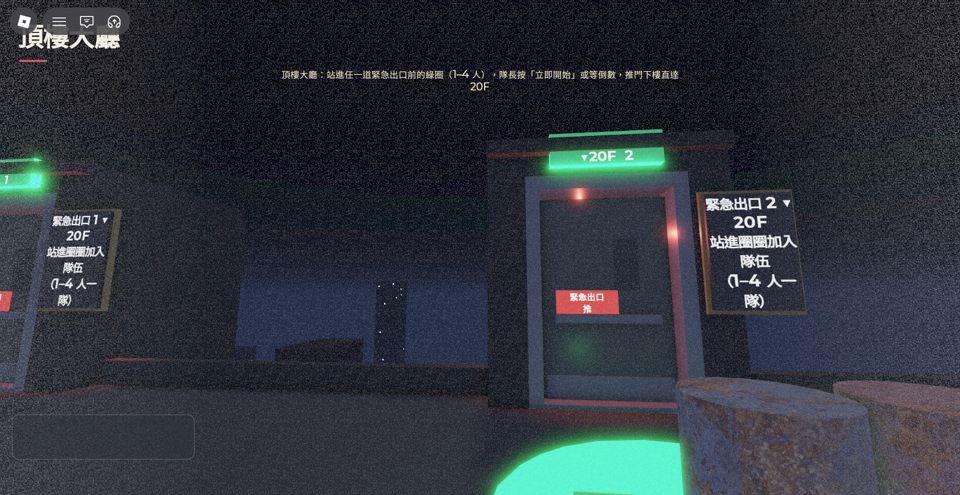 頂樓大廳
頂樓大廳：站進任一道緊急出口前的綠圈（1–4 人），隊長按「立即開始」或等倒數，推門下樓直達
20F
1
緊急出口 1 ▼
20F
站進圈圈加入
隊伍
（1–4 人一
隊）
▼20F 2
緊急出口
推
緊急出口 2 ▼
20F
站進圈圈加入
隊伍
（1–4 人一
隊）